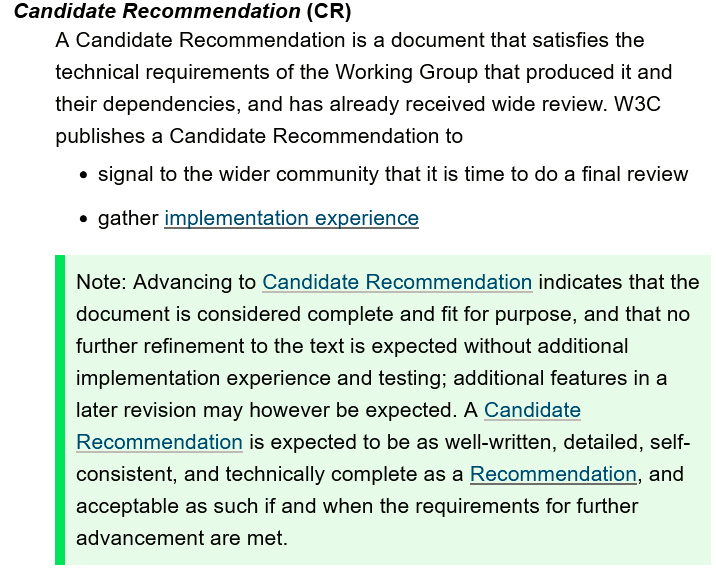 Candidate Recommendation (CR)
A Candidate Recommendation is a document that satisfies the
technical requirements of the Working Group that produced it and
their dependencies, and has already received wide review. W3C
publishes a Candidate Recommendation to
• signal to the wider community that it is time to do a final review
• gather implementation experience
Note: Advancing to Candidate Recommendation indicates that the
document is considered complete and fit for purpose, and that no
further refinement to the text is expected without additional
implementation experience and testing; additional features in a
later revision may however be expected. A Candidate
Recommendation is expected to be as well-written, detailed, self-
consistent, and technically complete as a Recommendation, and
acceptable as such if and when the requirements for further
advancement are met.